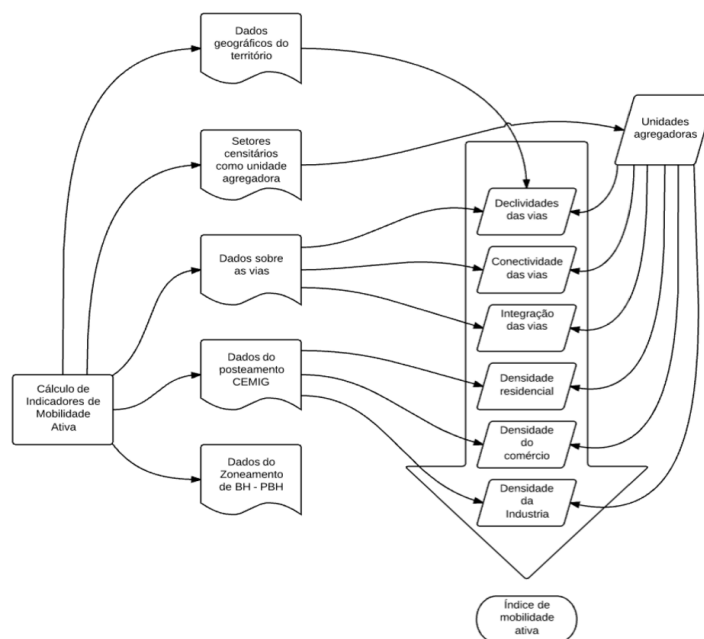 Dados
geográficos do
território
Setores
censitários
como unidade
agregadora
Unidades
agregadoras
Declividades
das vias
Dados sobre
as vias
Conectividade
das vias
Integração
das vias
Dados do
posteamento
CEMIG
Cálculo de
Indicadores de
Mobilidade
Ativa
Densidade
residencial
Densidade
do
comércio
Dados do
Zoneamento
de BH - PBH
Densidade
da
Industria
Índice de
mobilidade
ativa